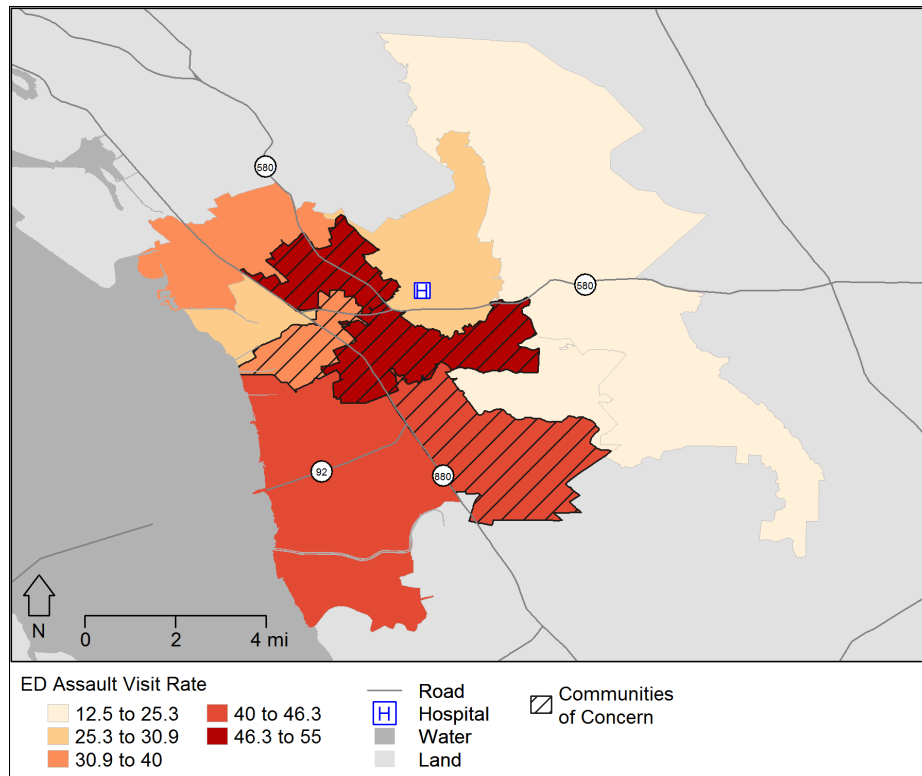 580
H
580
92
880
N
0 2 4 mi
ED Assault Visit Rate
12.5 to 25.3
25.3 to 30.9
30.9 to 40
40 to 46.3
46.3 to 55
Road
H Hospital
Water
Land
Communities
of Concern